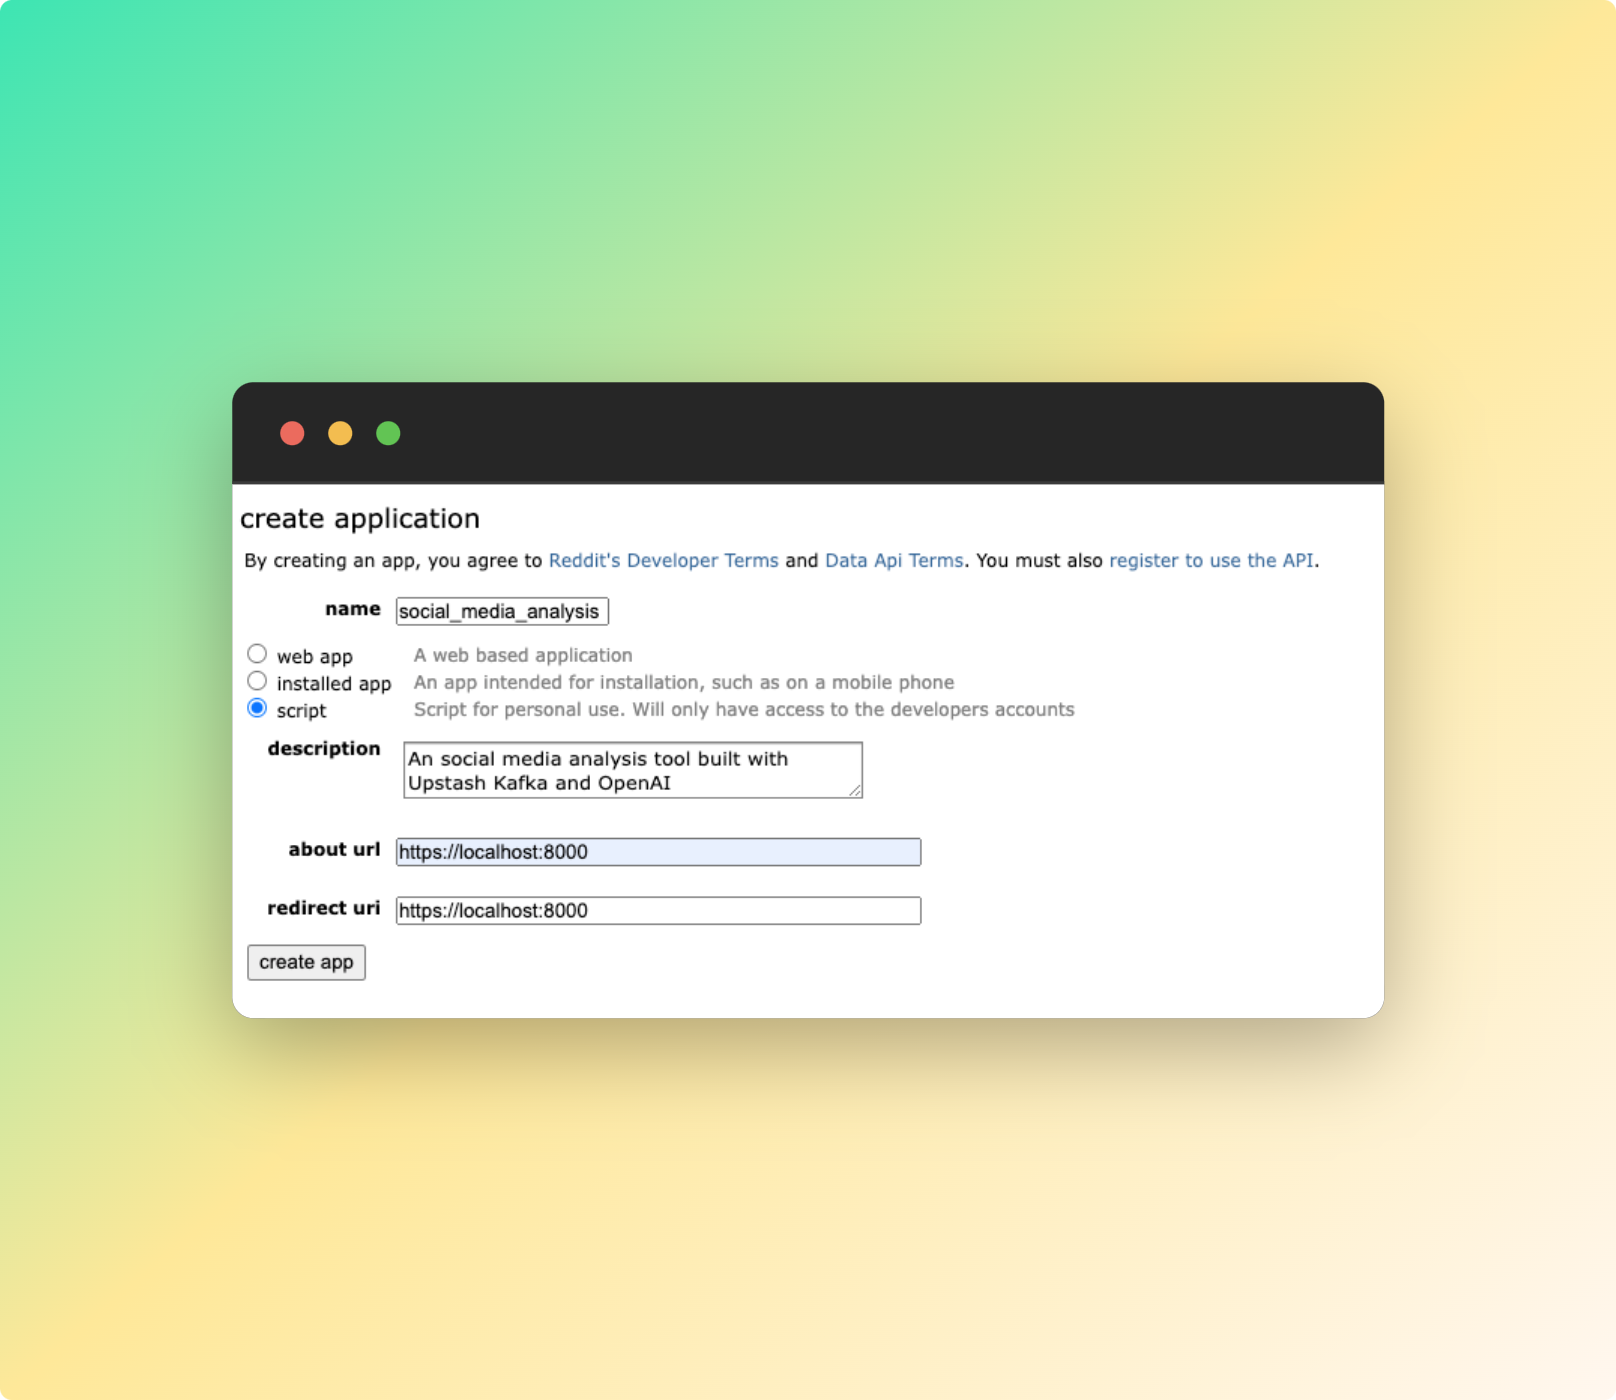 create application
By creating an app, you agree to Reddit's Developer Terms and Data Api Terms. You must also register to use the API.
name social_media_analysis
web app A web based application
installed app An app intended for installation, such as on a mobile phone
script Script for personal use. Will only have access to the developers accounts
description An social media analysis tool built with
Upstash Kafka and OpenAI
about url https://localhost:8000
redirect uri https://localhost:8000
create app